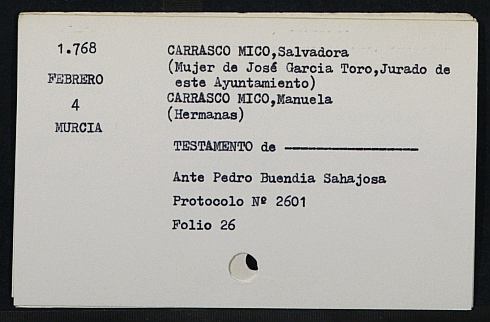 1.768
FEBRERO
4
MURCIA
CARRASCO MICO,Salvadora
(Mujer de José Garcia Toro,Jurado de
este Ayuntamiento)
CARRASCO MICO,Manuela
(Hermanas)
TESTAMENTO de ------------------
Ante Pedro Buendia Sahajosa
Protocolo Nº 2601
Folio 26